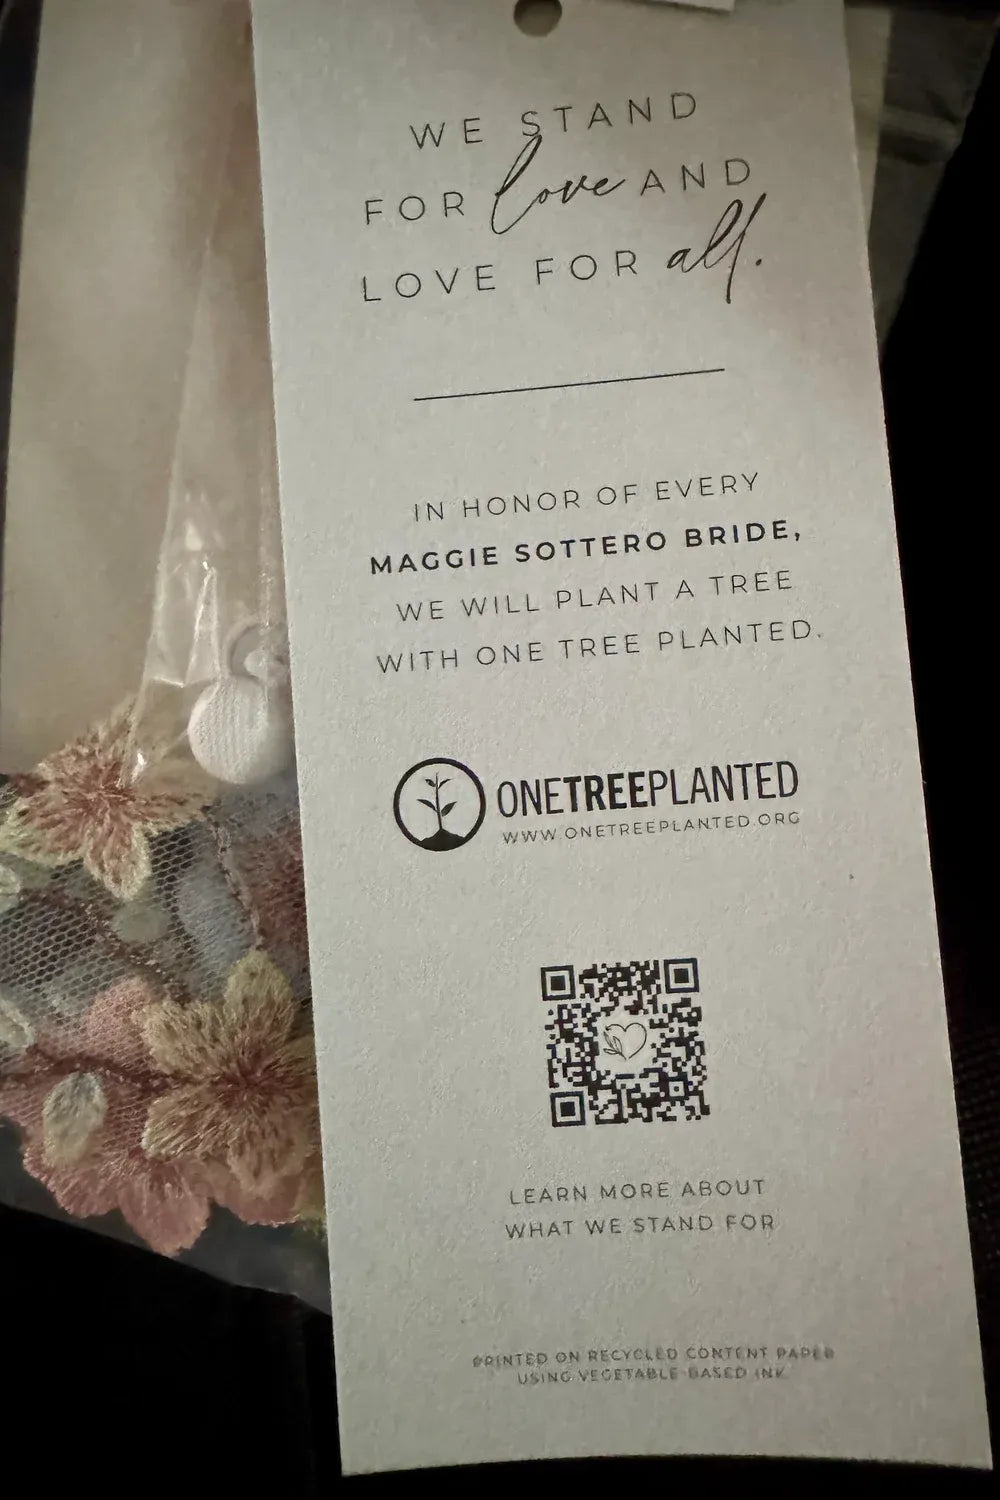 WE STAND
FOR love AND
LOVE FOR all.
IN HONOR OF EVERY
MAGGIE SOTTERO BRIDE,
WE WILL PLANT A TREE
WITH ONE TREE PLANTED.
ONETREEPLANTED
WWW.ONETREEPLANTED.ORG
LEARN MORE ABOUT
WHAT WE STAND FOR
PRINTED ON RECYCLED CONTENT PAPER
USING VEGETABLE BASED INK